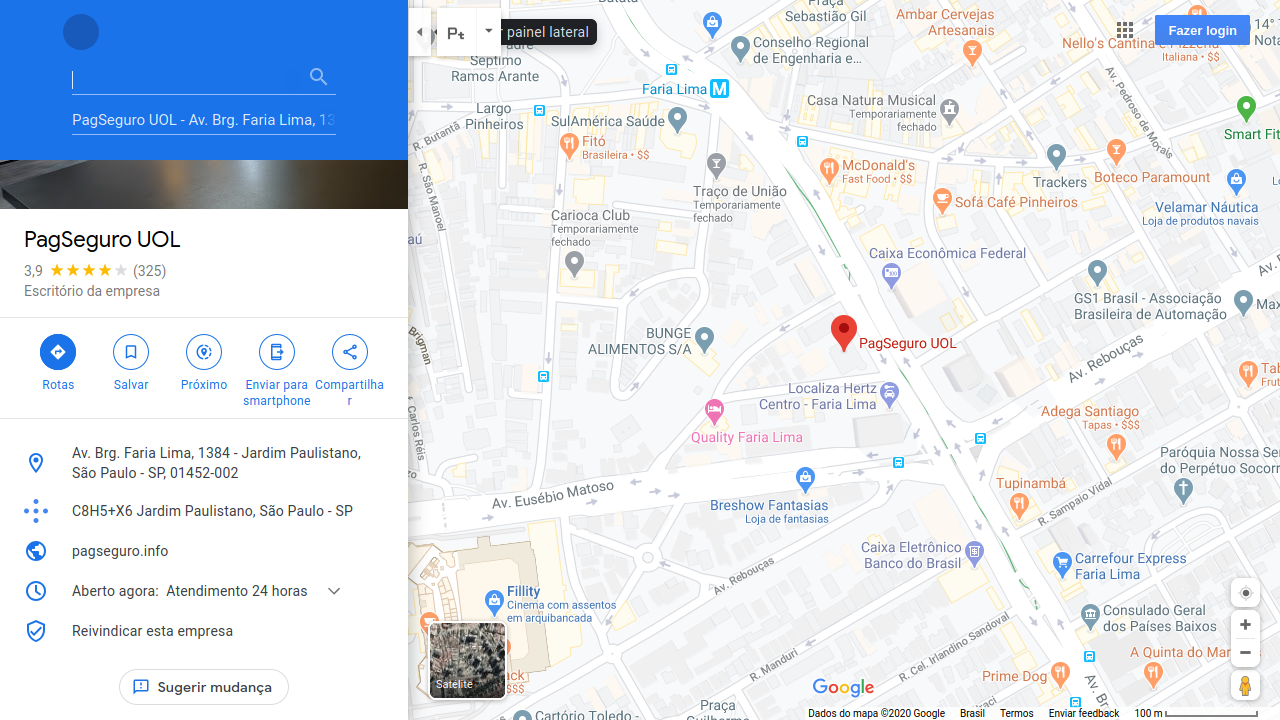 PagSeguro UOL - Av. Brg. Faria Lima, 13
PagSeguro UOL
3,9 (325)
Escritório da empresa
Rotas
Salvar
Próximo
Enviar para smartphone
Compartilhar
Av. Brg. Faria Lima, 1384 - Jardim Paulistano,
São Paulo - SP, 01452-002
C8H5+X6 Jardim Paulistano, São Paulo - SP
pagseguro.info
Aberto agora: Atendimento 24 horas
Reivindicar esta empresa
Sugerir mudança
Pt
painel lateral
Fazer login
Praça
Sebastião Gil
Ambar Cervejas
Artesanais
Conselho Regional
de Engenharia e…
Nello's Cantina e Pizzeria
Italiana • $$
14°
Septimo
Ramos Arante
Faria Lima
M
Largo
Pinheiros
SulAmérica Saúde
Casa Natura Musical
Temporariamente
fechado
Av. Pedroso de Morais
Smart Fit
R. Butantã
Fitó
Brasileira • $$
McDonald's
Fast Food • $$
Trackers
Boteco Paramount
R. São Manoel
Traço de União
Temporariamente
fechado
Sofá Café Pinheiros
Velamar Náutica
Loja de produtos navais
Carioca Club
Temporariamente
fechado
Caixa Econômica Federal
GS1 Brasil - Associação
Brasileira de Automação
Brigman
BUNGE
ALIMENTOS S/A
PagSeguro UOL
Av. Rebouças
Localiza Hertz
Centro - Faria Lima
Quality Faria Lima
Adega Santiago
Tapas • $$$
Carlos Reis
Av. Eusébio Matoso
Tupinambá
do Perpétuo Socorr
R. Sampaio Vidal
Breshow Fantasias
Loja de fantasias
Caixa Eletrônico
Banco do Brasil
Carrefour Express
Faria Lima
Av. Rebouças
Fillity
Cinema com assentos
em arquibancada
Consulado Geral
dos Países Baixos
R. Cel. Irlandino Sandoval
A Quinta do Mar
R. Manduri
Prime Dog
Satélite
$$$
Google
Av. Br
Praça
Guilherme
Cartório Toledo -
Dados do mapa ©2020 Google Brasil Termos Enviar feedback 100 m